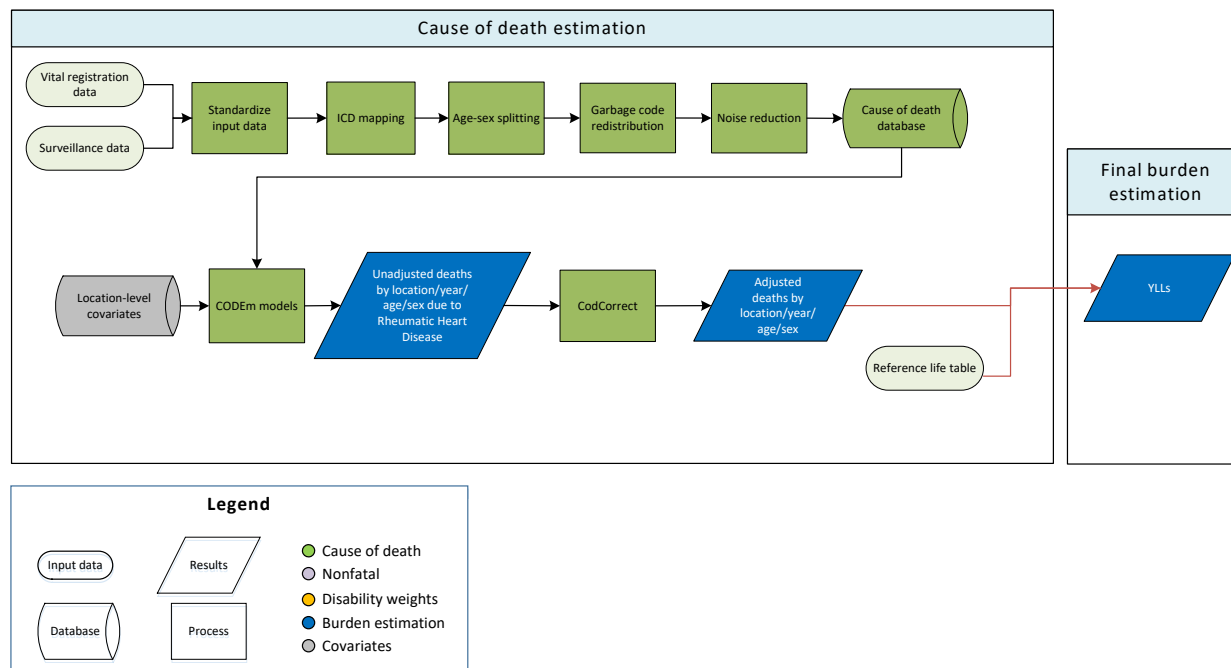 Cause of death estimation
Vital registration
data
Surveillance data
Standardize
input data
ICD mapping
Age-sex splitting
Garbage code
redistribution
Noise reduction
Cause of death
database
Final burden
estimation
Location-level
covariates
CODEm models
Unadjusted deaths
by location/year/
age/sex due to
Rheumatic Heart
Disease
CodCorrect
Adjusted
deaths by
location/year/
age/sex
YLLs
Reference life table
Legend
Input data
Results
Database
Process
Cause of death
Nonfatal
Disability weights
Burden estimation
Covariates